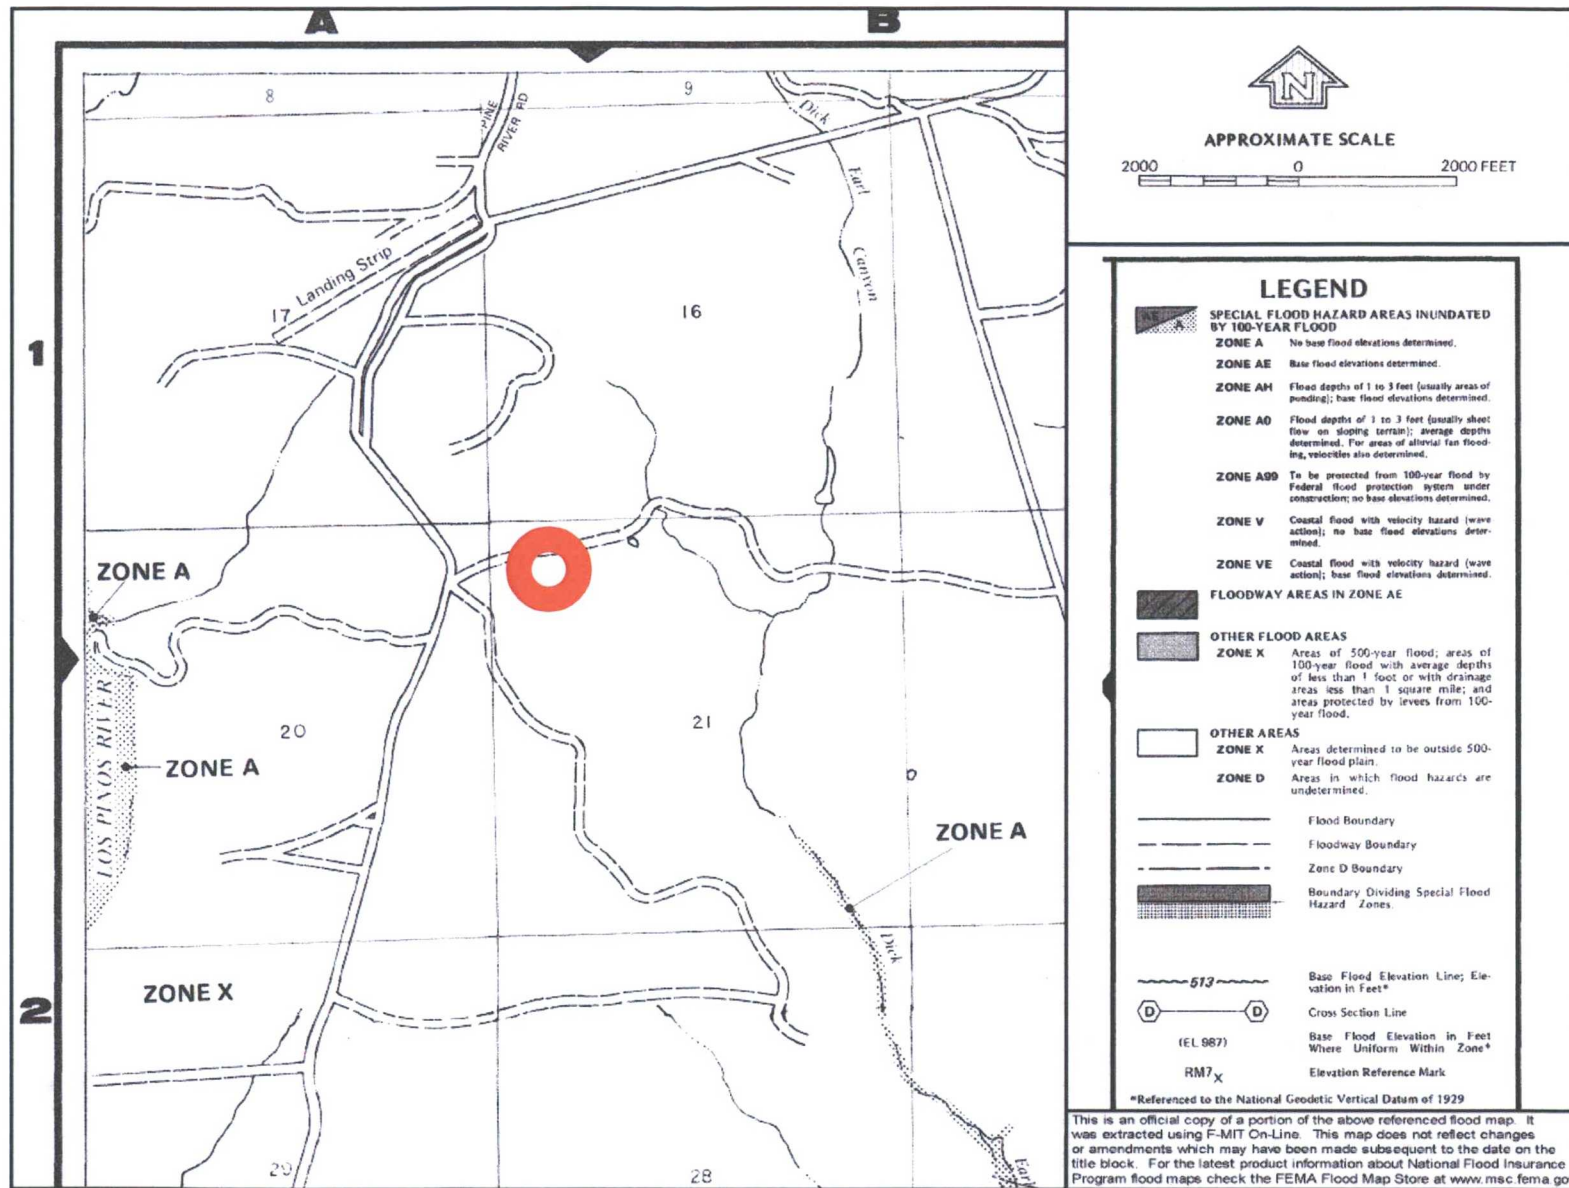 A
B
8
9
PINE
RIVER RD
Dick
Earl
Canyon
Landing Strip
17
16
1
ZONE A
LOS PINOS RIVER
20
21
ZONE A
ZONE A
Dick
ZONE X
2
29
28
Earl
N
APPROXIMATE SCALE
2000 0 2000 FEET
LEGEND
AE A
SPECIAL FLOOD HAZARD AREAS INUNDATED
BY 100-YEAR FLOOD
ZONE A No base flood elevations determined.
ZONE AE Base flood elevations determined.
ZONE AH Flood depths of 1 to 3 feet (usually areas of
ponding); base flood elevations determined.
ZONE AO Flood depths of 1 to 3 feet (usually sheet
flow on sloping terrain); average depths
determined. For areas of alluvial fan flood-
ing, velocities also determined.
ZONE A99 To be protected from 100-year flood by
Federal flood protection system under
construction; no base elevations determined.
ZONE V Coastal flood with velocity hazard (wave
action); no base flood elevations deter-
mined.
ZONE VE Coastal flood with velocity hazard (wave
action); base flood elevations determined.
FLOODWAY AREAS IN ZONE AE
OTHER FLOOD AREAS
ZONE X Areas of 500-year flood; areas of
100-year flood with average depths
of less than 1 foot or with drainage
areas less than 1 square mile; and
areas protected by levees from 100-
year flood.
OTHER AREAS
ZONE X Areas determined to be outside 500-
year flood plain.
ZONE D Areas in which flood hazards are
undetermined.
Flood Boundary
Floodway Boundary
Zone D Boundary
Boundary Dividing Special Flood
Hazard Zones.
513 Base Flood Elevation Line; Ele-
vation in Feet*
D D Cross Section Line
(EL 987) Base Flood Elevation in Feet
Where Uniform Within Zone*
RM7X Elevation Reference Mark
*Referenced to the National Geodetic Vertical Datum of 1929
This is an official copy of a portion of the above referenced flood map. It
was extracted using F-MIT On-Line. This map does not reflect changes
or amendments which may have been made subsequent to the date on the
title block. For the latest product information about National Flood Insurance
Program flood maps check the FEMA Flood Map Store at www.msc.fema.go